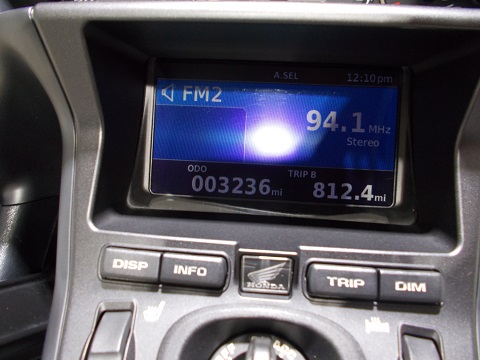 A.SEL 12:10pm
FM2
94.1 MHz
Stereo
ODO TRIP B
003236 mi 812.4 mi
DISP INFO HONDA TRIP DIM